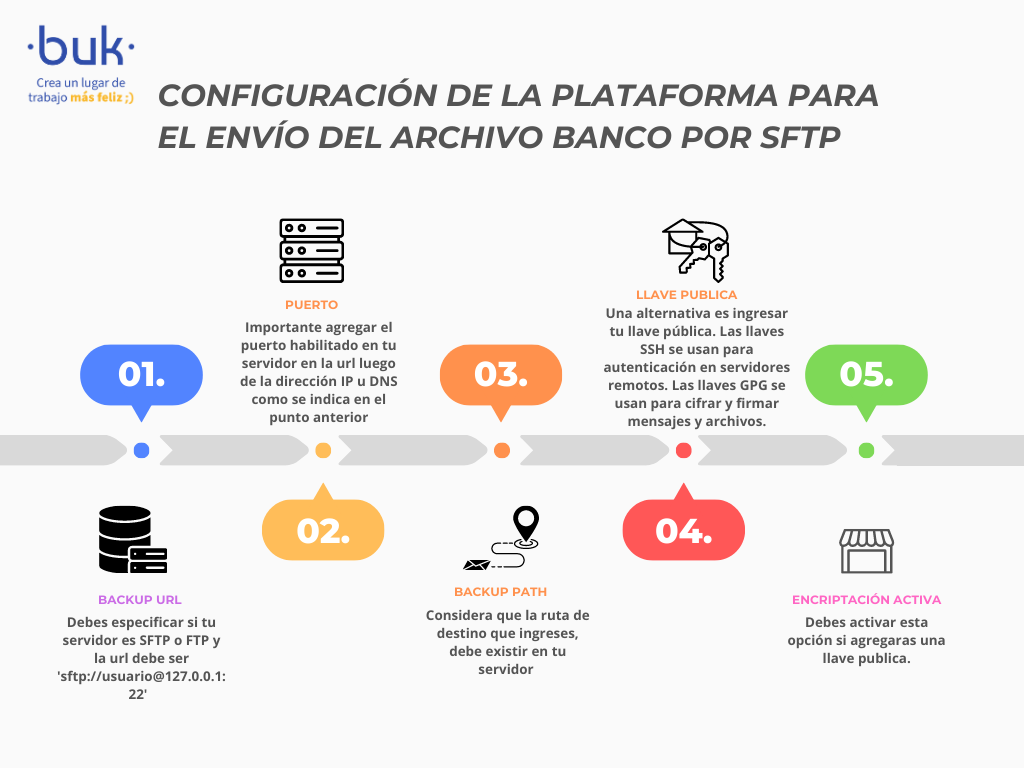 buk
Crea un lugar de
trabajo más feliz ;)
CONFIGURACIÓN DE LA PLATAFORMA PARA
EL ENVÍO DEL ARCHIVO BANCO POR SFTP
01.
BACKUP URL
Debes especificar si tu
servidor es SFTP o FTP y
la url debe ser
'sftp://usuario@127.0.0.1:
22'
PUERTO
Importante agregar el
puerto habilitado en tu
servidor en la url luego
de la dirección IP u DNS
como se indica en el
punto anterior
02.
03.
BACKUP PATH
Considera que la ruta de
destino que ingreses,
debe existir en tu
servidor
LLAVE PUBLICA
Una alternativa es ingresar
tu llave pública. Las llaves
SSH se usan para
autenticación en servidores
remotos. Las llaves GPG se
usan para cifrar y firmar
mensajes y archivos.
04.
05.
ENCRIPTACIÓN ACTIVA
Debes activar esta
opción si agregaras una
llave publica.